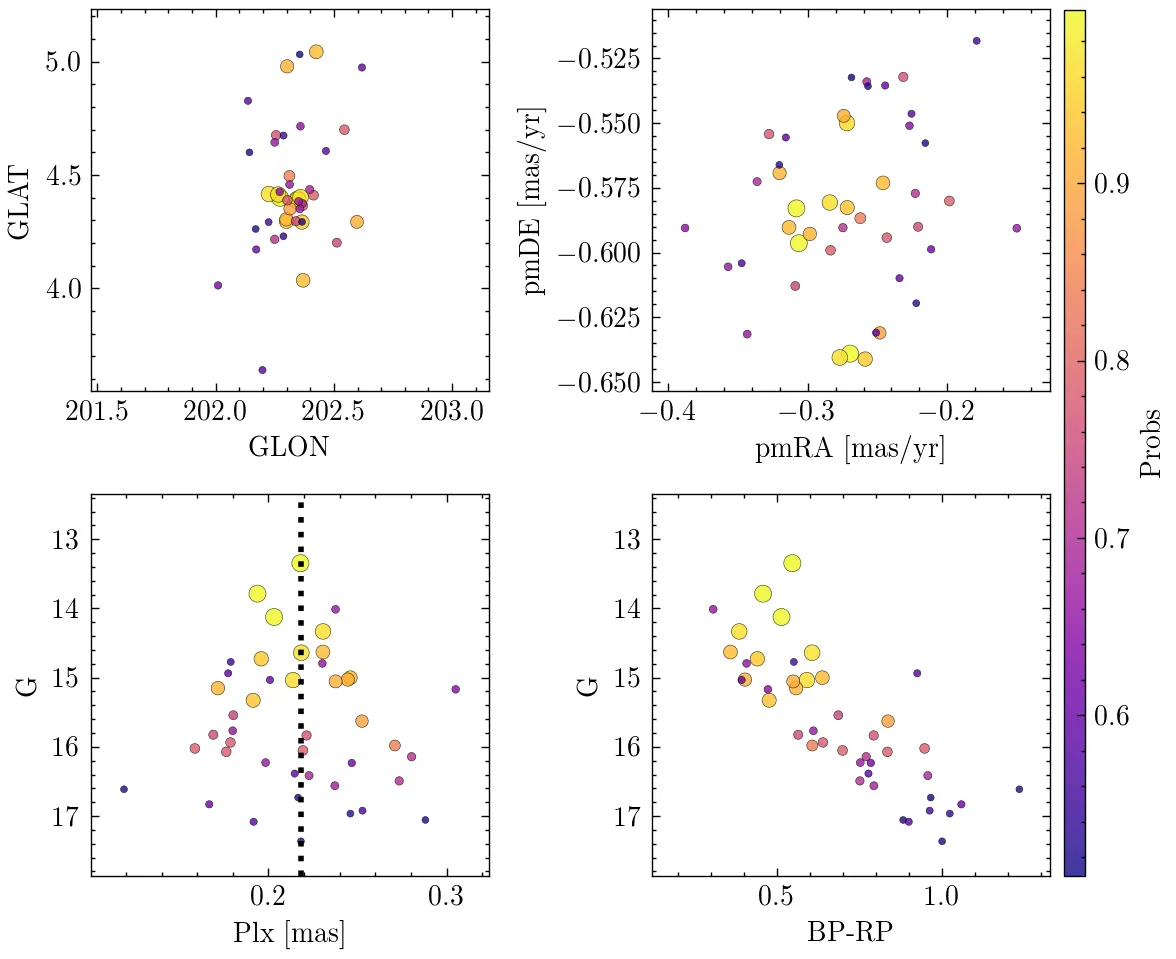 5.0
4.5
4.0
GLAT
201.5 202.0 202.5 203.0
GLON
−0.525
−0.550
−0.575
−0.600
−0.625
−0.650
pmDE [mas/yr]
−0.4 −0.3 −0.2
pmRA [mas/yr]
13
14
15
16
17
G
0.2 0.3
Plx [mas]
13
14
15
16
17
G
0.5 1.0
BP-RP
0.9
0.8
0.7
0.6
Probs